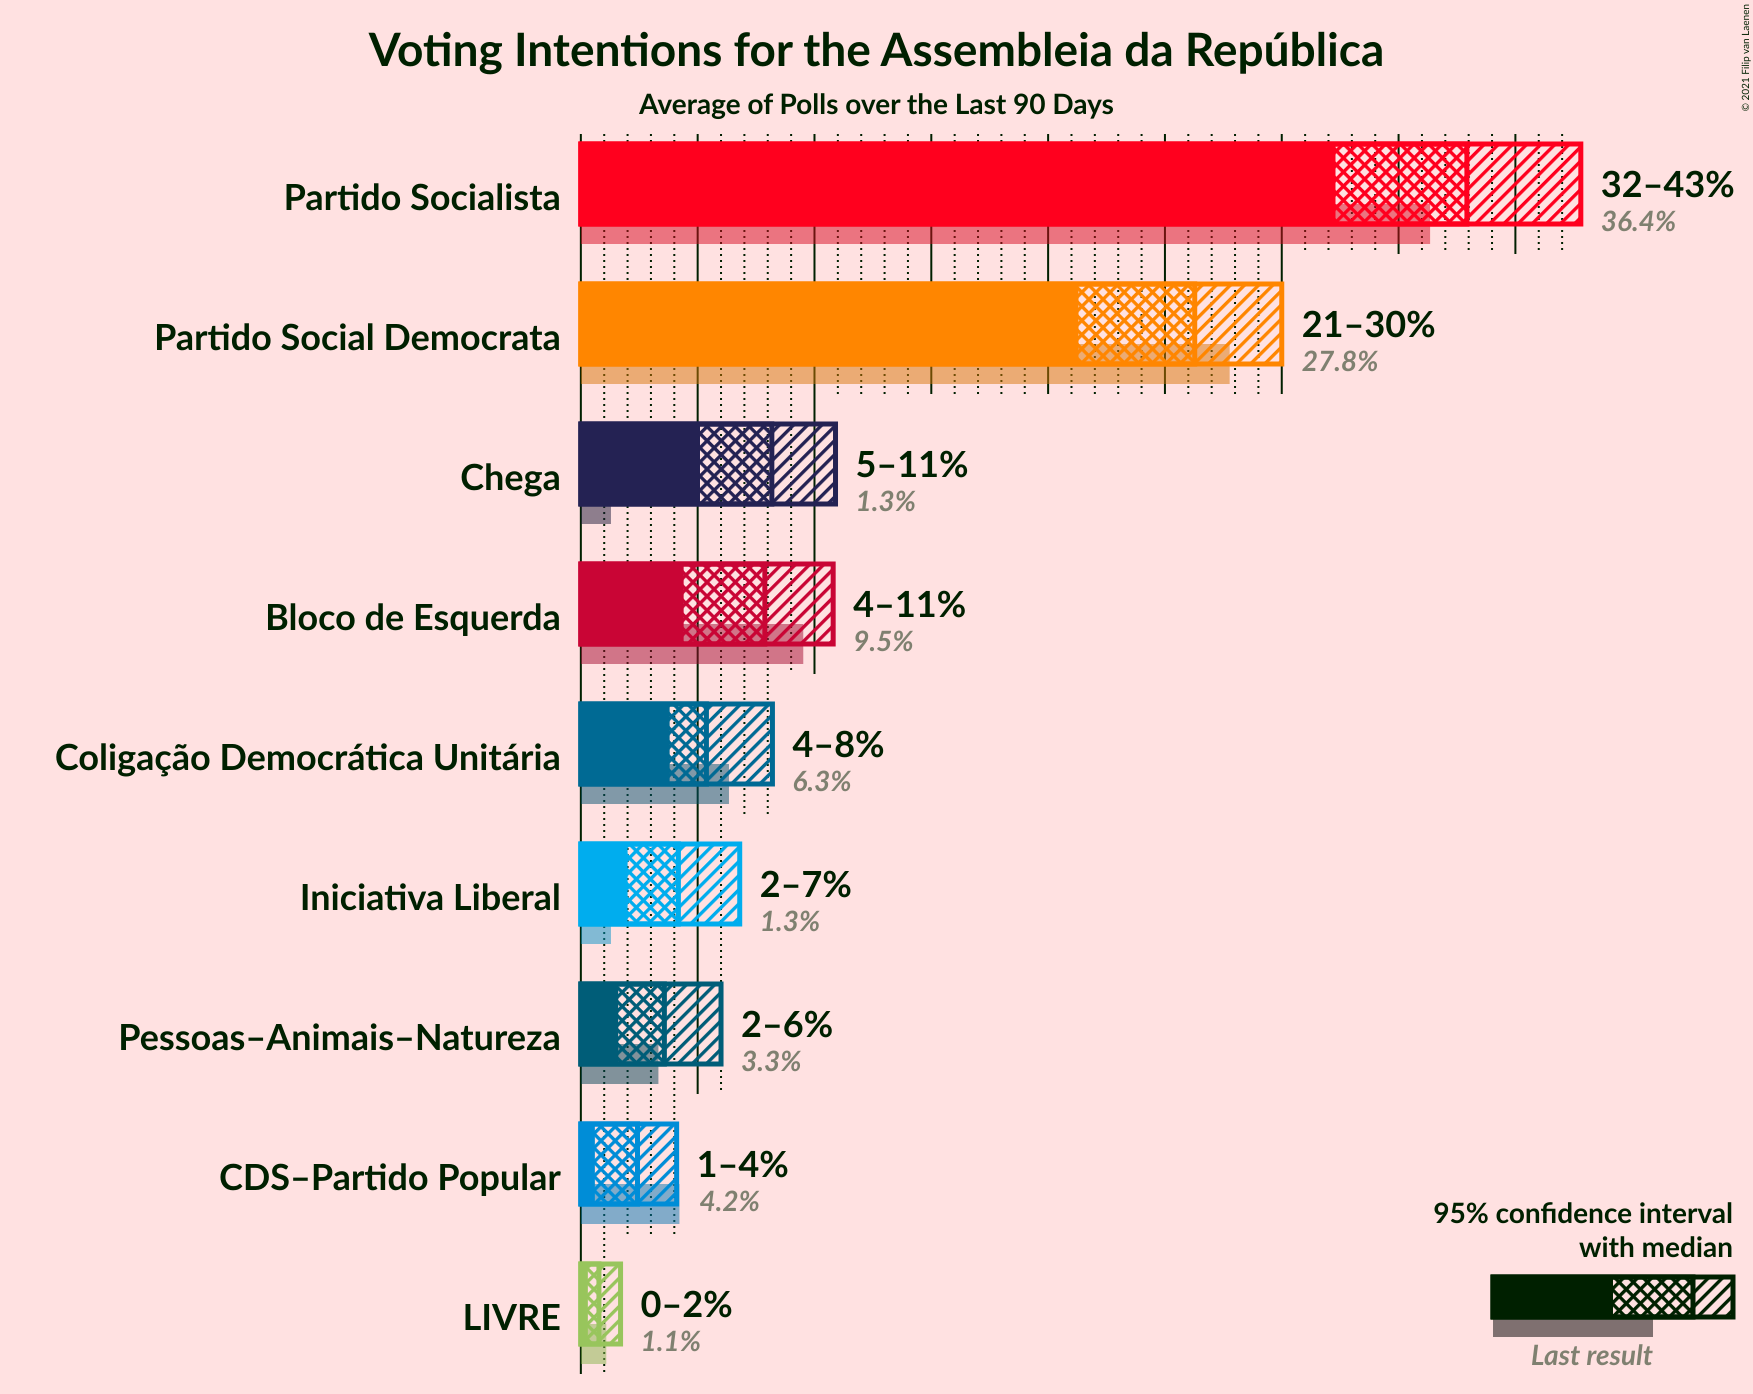 Voting Intentions for the Assembleia da República
Average of Polls over the Last 90 Days
© 2021 Filip van Laenen
Partido Socialista
32–43%
36.4%
Partido Social Democrata
21–30%
27.8%
Chega
5–11%
1.3%
Bloco de Esquerda
4–11%
9.5%
Coligação Democrática Unitária
4–8%
6.3%
Iniciativa Liberal
2–7%
1.3%
Pessoas–Animais–Natureza
2–6%
3.3%
CDS–Partido Popular
1–4%
4.2%
LIVRE
0–2%
1.1%
95% confidence interval
with median
Last result